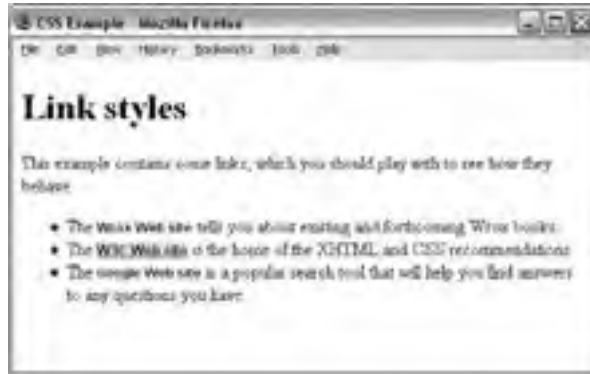 CSS Example - Mozilla Firefox
File Edit View History Bookmarks Tools Help
Link styles
This example contains some links, which you should play with to see how they
behave
The Wrox Web site tells you about existing and forthcoming Wrox books.
The W3C Web site is the home of the XHTML and CSS recommendations
The Google Web site is a popular search tool that will help you find answers
to any questions you have